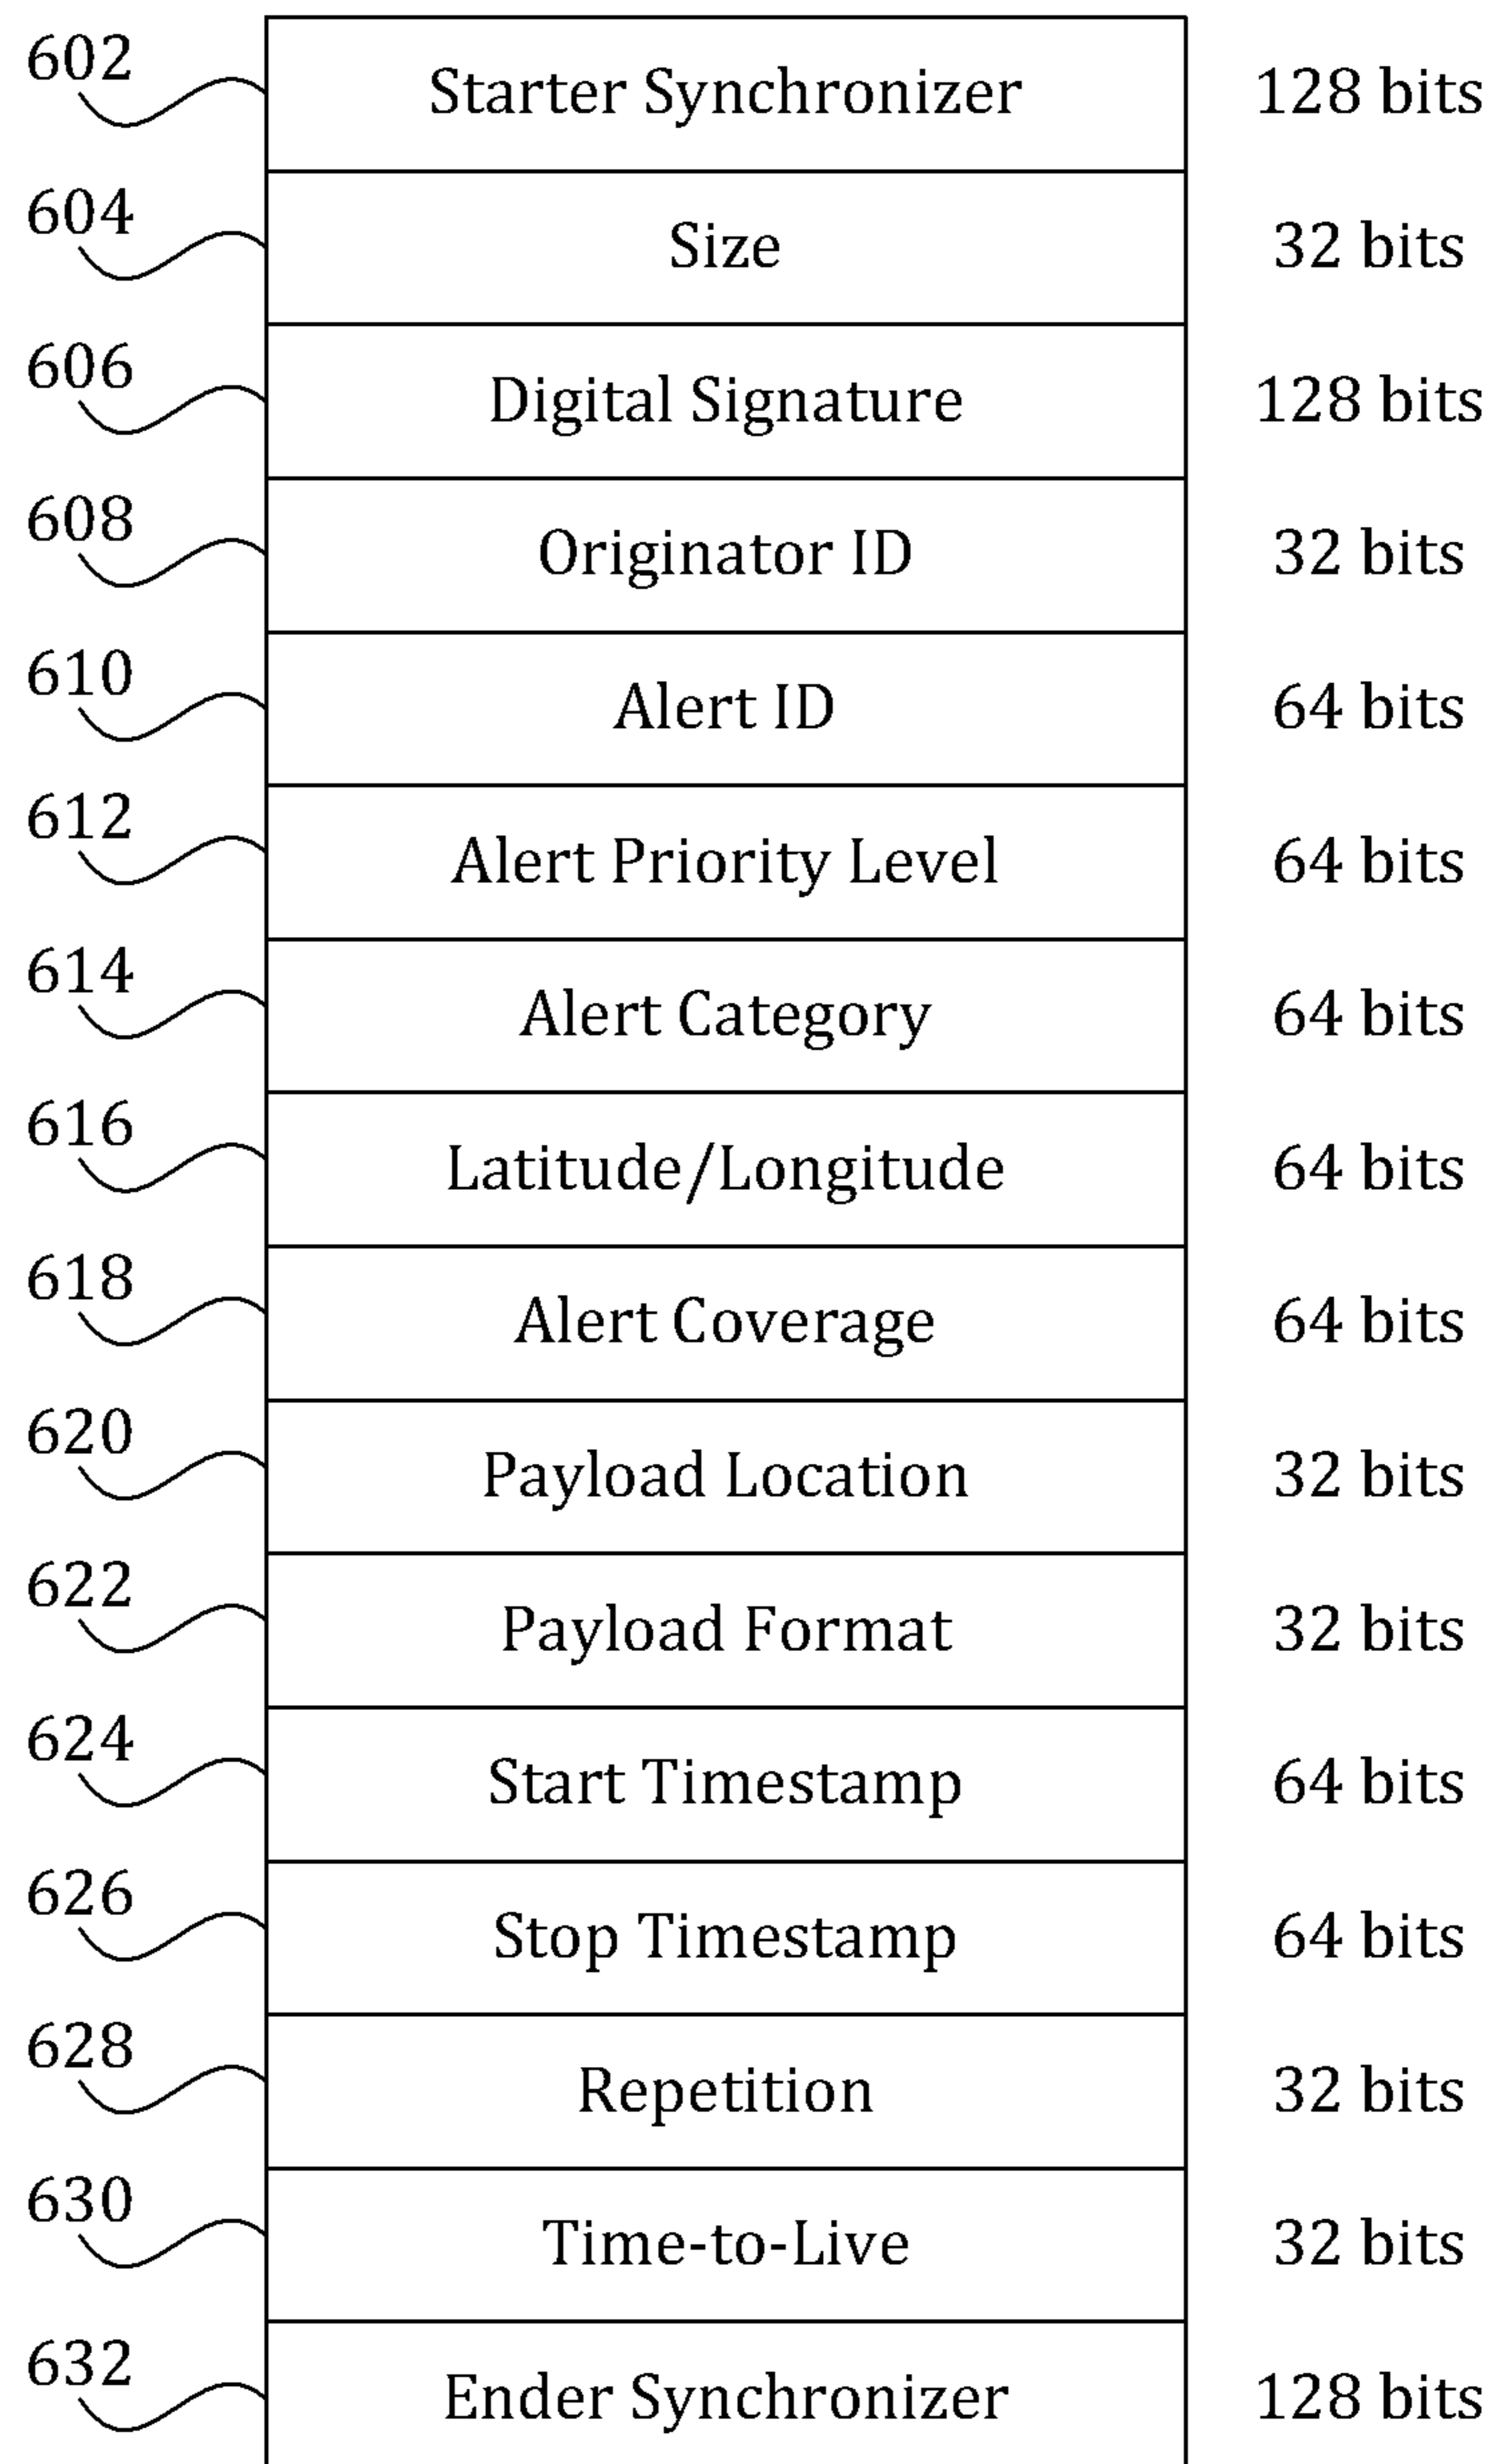 602 Starter Synchronizer 128 bits
604 Size 32 bits
606 Digital Signature 128 bits
608 Originator ID 32 bits
610 Alert ID 64 bits
612 Alert Priority Level 64 bits
614 Alert Category 64 bits
616 Latitude/Longitude 64 bits
618 Alert Coverage 64 bits
620 Payload Location 32 bits
622 Payload Format 32 bits
624 Start Timestamp 64 bits
626 Stop Timestamp 64 bits
628 Repetition 32 bits
630 Time-to-Live 32 bits
632 Ender Synchronizer 128 bits